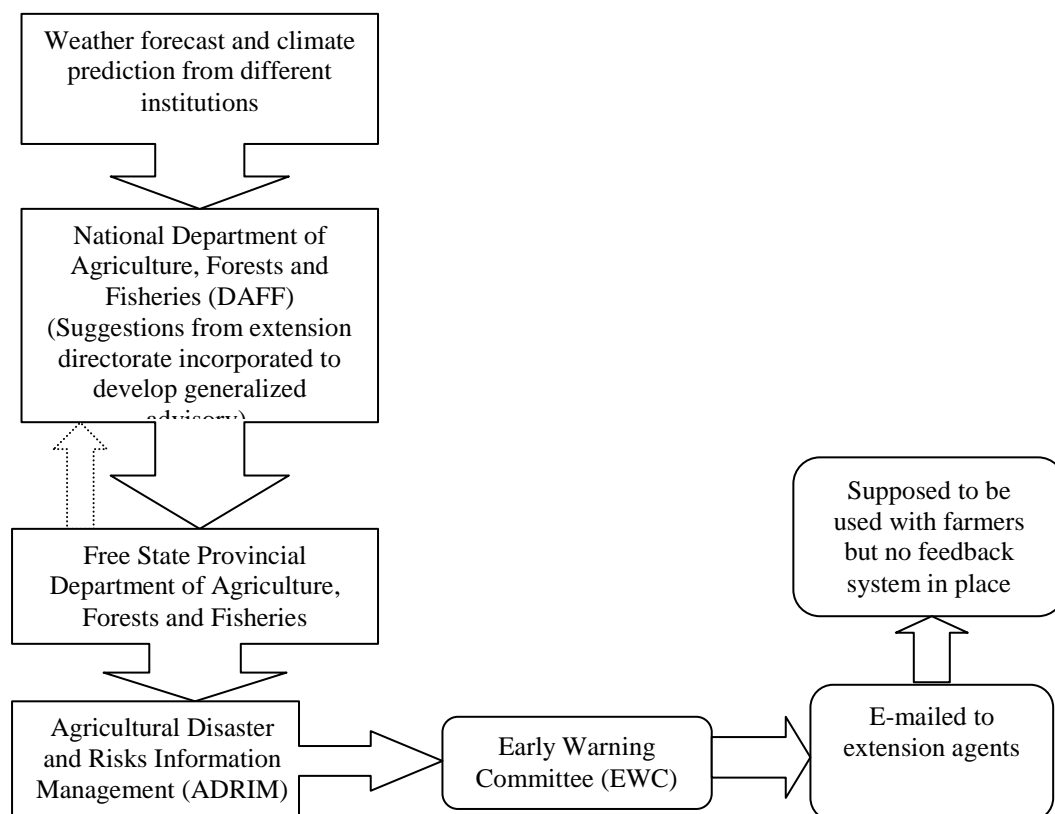 Weather forecast and climate
prediction from different
institutions
National Department of
Agriculture, Forests and
Fisheries (DAFF)
(Suggestions from extension
directorate incorporated to
develop generalized
advisory)
Free State Provincial
Department of Agriculture,
Forests and Fisheries
Agricultural Disaster
and Risks Information
Management (ADRIM)
Early Warning
Committee (EWC)
E-mailed to
extension agents
Supposed to be
used with farmers
but no feedback
system in place